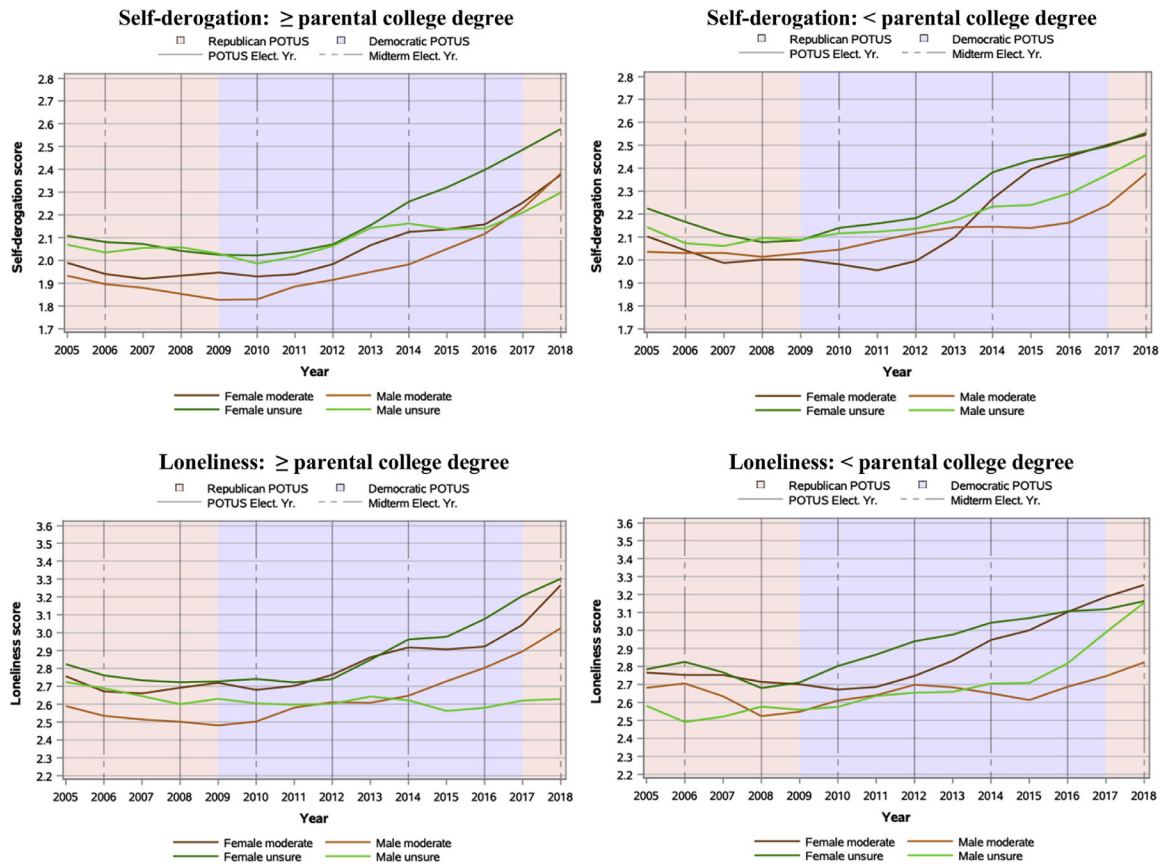 Self-derogation: ≥ parental college degree
Republican POTUS Democratic POTUS
POTUS Elect. Yr. Midterm Elect. Yr.
Self-derogation score
2.8
2.7
2.6
2.5
2.4
2.3
2.2
2.1
2.0
1.9
1.8
1.7
2005 2006 2007 2008 2009 2010 2011 2012 2013 2014 2015 2016 2017 2018
Year
Female moderate Male moderate
Female unsure Male unsure
Self-derogation: < parental college degree
Republican POTUS Democratic POTUS
POTUS Elect. Yr. Midterm Elect. Yr.
Self-derogation score
2.8
2.7
2.6
2.5
2.4
2.3
2.2
2.1
2.0
1.9
1.8
1.7
2005 2006 2007 2008 2009 2010 2011 2012 2013 2014 2015 2016 2017 2018
Year
Female moderate Male moderate
Female unsure Male unsure
Loneliness: ≥ parental college degree
Republican POTUS Democratic POTUS
POTUS Elect. Yr. Midterm Elect. Yr.
Loneliness score
3.6
3.5
3.4
3.3
3.2
3.1
3.0
2.9
2.8
2.7
2.6
2.5
2.4
2.3
2.2
2005 2006 2007 2008 2009 2010 2011 2012 2013 2014 2015 2016 2017 2018
Year
Female moderate Male moderate
Female unsure Male unsure
Loneliness: < parental college degree
Republican POTUS Democratic POTUS
POTUS Elect. Yr. Midterm Elect. Yr.
Loneliness score
3.6
3.5
3.4
3.3
3.2
3.1
3.0
2.9
2.8
2.7
2.6
2.5
2.4
2.3
2.2
2005 2006 2007 2008 2009 2010 2011 2012 2013 2014 2015 2016 2017 2018
Year
Female moderate Male moderate
Female unsure Male unsure